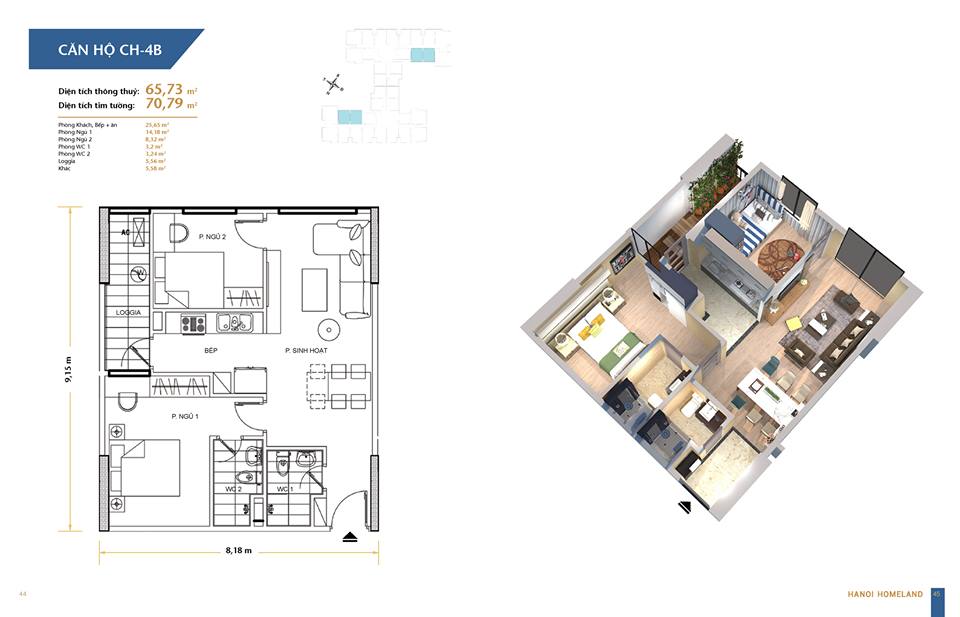 CĂN HỘ CH-4B
Diện tích thông thuỷ: 65,73 m²
Diện tích tim tường: 70,79 m²
Phòng Khách, Bếp + ăn 25,65 m²
Phòng Ngủ 1 14,18 m²
Phòng Ngủ 2 8,32 m²
Phòng WC 1 3,2 m²
Phòng WC 2 3,24 m²
Loggia 5,56 m²
Khác 5,58 m²
AC
P. NGỦ 2
LOGGIA
BẾP
P. SINH HOẠT
9,15 m
P. NGỦ 1
WC 2
WC 1
8,18 m
44
HANOI HOMELAND 45